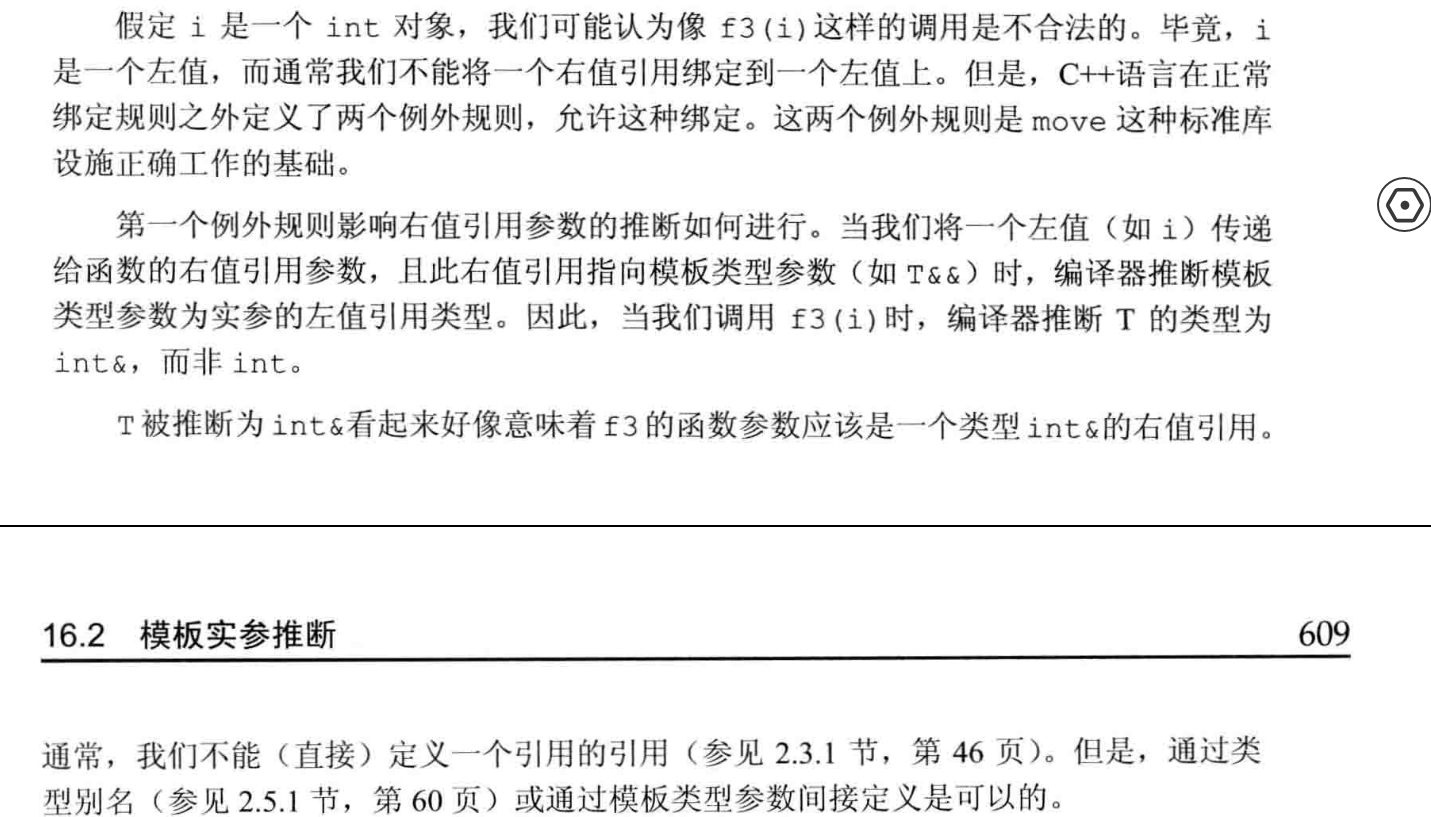 假定 i 是一个 int 对象，我们可能认为像 f3(i)这样的调用是不合法的。毕竟，i
是一个左值，而通常我们不能将一个右值引用绑定到一个左值上。但是，C++语言在正常
绑定规则之外定义了两个例外规则，允许这种绑定。这两个例外规则是 move 这种标准库
设施正确工作的基础。
第一个例外规则影响右值引用参数的推断如何进行。当我们将一个左值（如 i）传递
给函数的右值引用参数，且此右值引用指向模板类型参数（如 T&&）时，编译器推断模板
类型参数为实参的左值引用类型。因此，当我们调用 f3(i)时，编译器推断 T 的类型为
int&，而非 int。
T 被推断为 int&看起来好像意味着 f3 的函数参数应该是一个类型 int&的右值引用。
16.2 模板实参推断 609
通常，我们不能（直接）定义一个引用的引用（参见 2.3.1 节，第 46 页）。但是，通过类
型别名（参见 2.5.1 节，第 60 页）或通过模板类型参数间接定义是可以的。